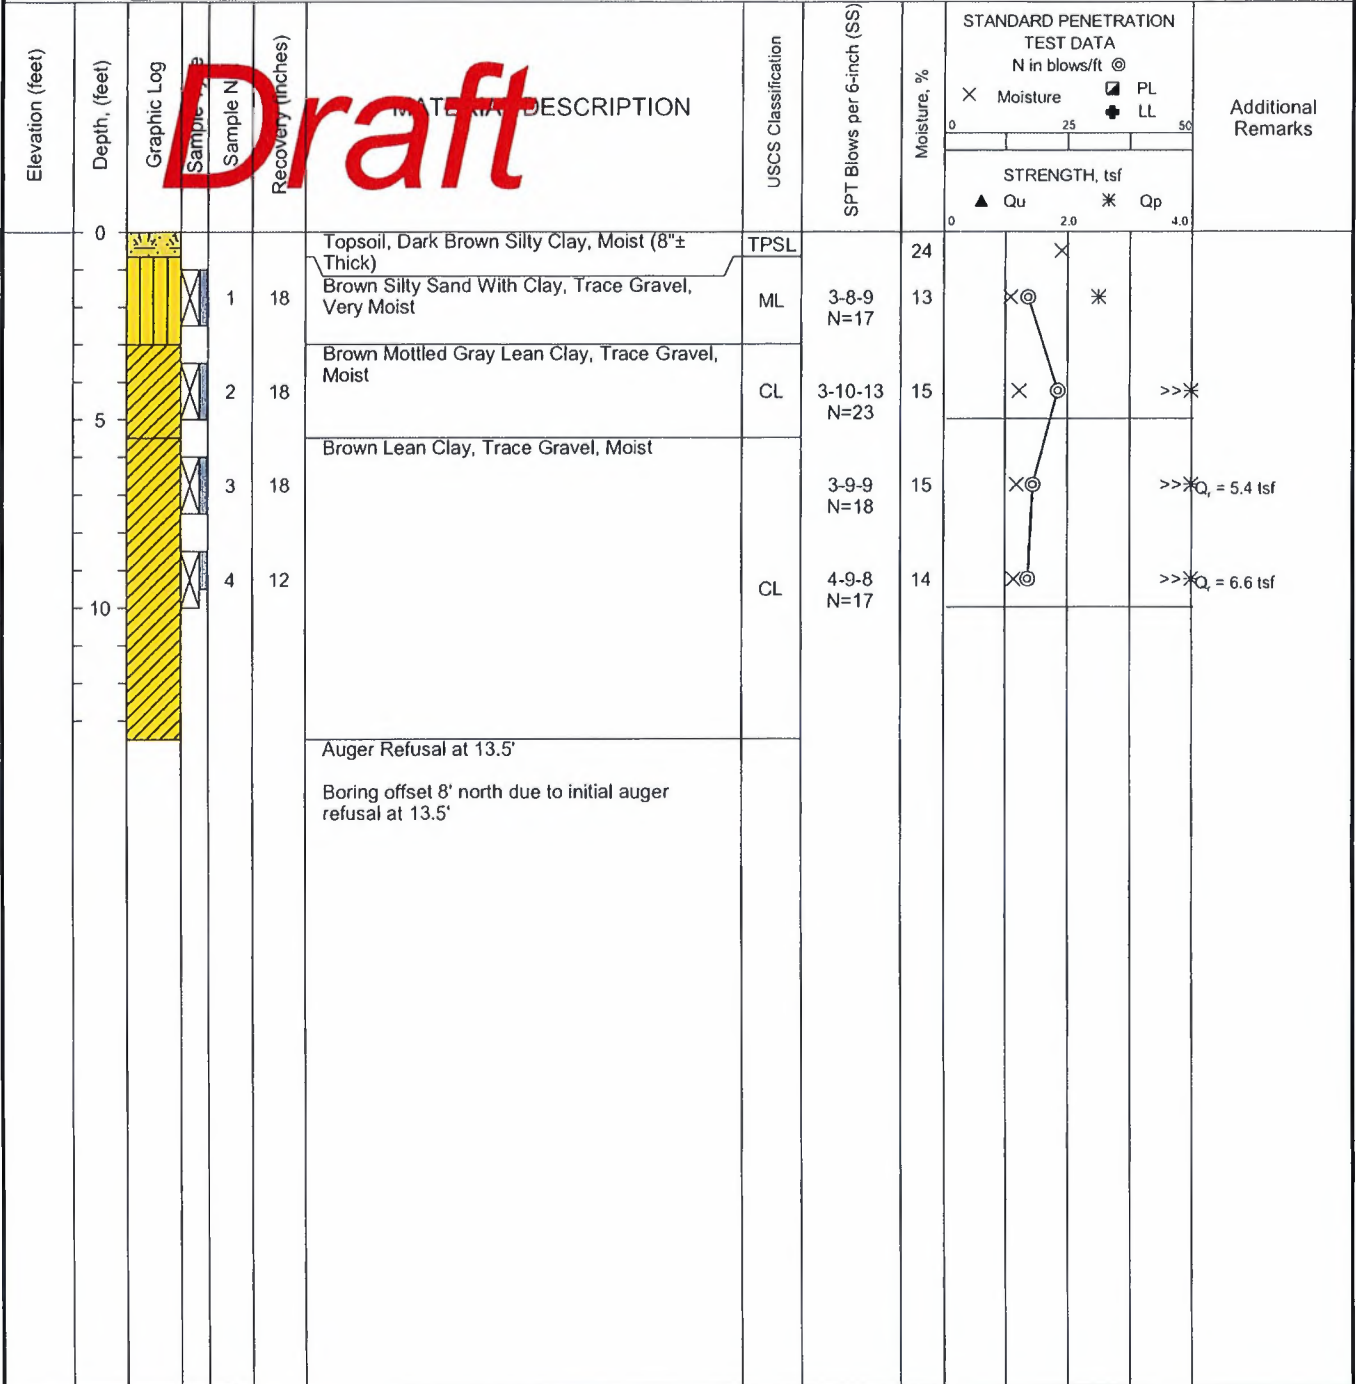 Elevation (feet)
Depth, (feet)
Graphic Log
Sample Type
Sample N
Recovery (inches)
Draft
MATERIAL DESCRIPTION
USCS Classification
SPT Blows per 6-inch (SS)
Moisture, %
STANDARD PENETRATION
TEST DATA
N in blows/ft
Moisture
PL
LL
0 25 50
STRENGTH, tsf
Qu Qp
0 2.0 4.0
Additional
Remarks
0
Topsoil, Dark Brown Silty Clay, Moist (8"±
Thick)
TPSL
24
1 18
Brown Silty Sand With Clay, Trace Gravel,
Very Moist
ML
3-8-9
N=17
13
2 18
Brown Mottled Gray Lean Clay, Trace Gravel,
Moist
CL
3-10-13
N=23
15
>>
5
Brown Lean Clay, Trace Gravel, Moist
3 18
3-9-9
N=18
15
>>
Qr = 5.4 tsf
4 12
CL
4-9-8
N=17
14
>>
Qr = 6.6 tsf
10
Auger Refusal at 13.5'
Boring offset 8' north due to initial auger
refusal at 13.5'